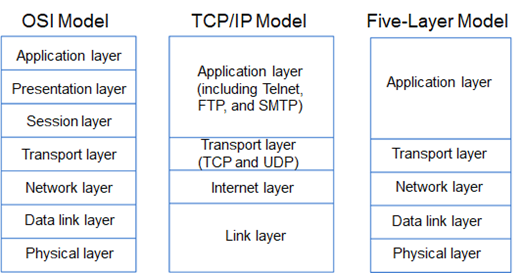 OSI Model
Application layer
Presentation layer
Session layer
Transport layer
Network layer
Data link layer
Physical layer
TCP/IP Model
Application layer
(including Telnet,
FTP, and SMTP)
Transport layer
(TCP and UDP)
Internet layer
Link layer
Five-Layer Model
Application layer
Transport layer
Network layer
Data link layer
Physical layer